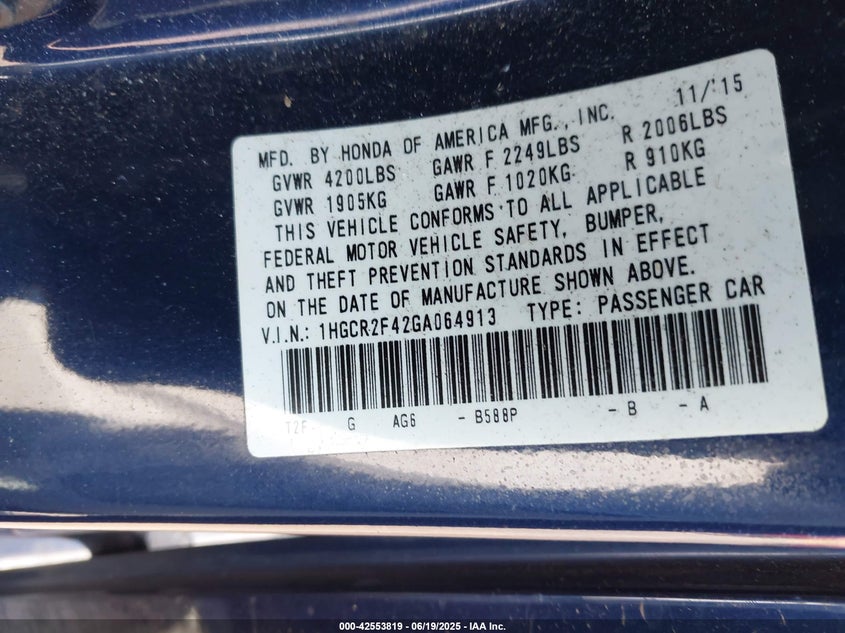 11/'15
MFD. BY HONDA OF AMERICA MFG., INC.
GVWR 4200LBS GAWR F 2249LBS R 2006LBS
GVWR 1905KG GAWR F 1020KG R 910KG
THIS VEHICLE CONFORMS TO ALL APPLICABLE
FEDERAL MOTOR VEHICLE SAFETY, BUMPER,
AND THEFT PREVENTION STANDARDS IN EFFECT
ON THE DATE OF MANUFACTURE SHOWN ABOVE.
V.I.N.: 1HGCR2F42GA064913 TYPE: PASSENGER CAR
T2F G AG6 - B588P - B - A
000-42553819 - 06/19/2025 - IAA Inc.